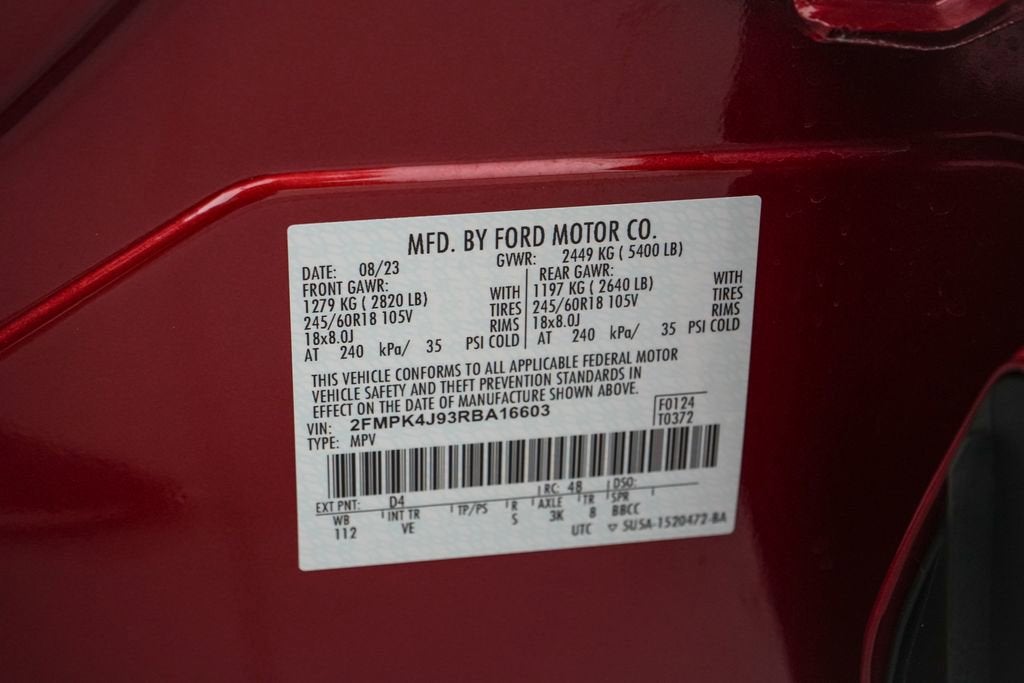 MFD. BY FORD MOTOR CO.
DATE: 08/23 GVWR: 2449 KG ( 5400 LB)
FRONT GAWR: REAR GAWR:
1279 KG ( 2820 LB) WITH 1197 KG ( 2640 LB) WITH
245/60R18 105V TIRES 245/60R18 105V TIRES
18x8.0J RIMS 18x8.0J RIMS
AT 240 kPa/ 35 PSI COLD AT 240 kPa/ 35 PSI COLD
THIS VEHICLE CONFORMS TO ALL APPLICABLE FEDERAL MOTOR
VEHICLE SAFETY AND THEFT PREVENTION STANDARDS IN
EFFECT ON THE DATE OF MANUFACTURE SHOWN ABOVE.
VIN: 2FMPK4J93RBA16603 F0124
TYPE: MPV T0372
EXT PNT: D4 RC: 48 DSO:
WB INT TR TP/PS R AXLE TR SPR
112 VE S 3K 8 BBCC
UTC SU5A-1520472-BA